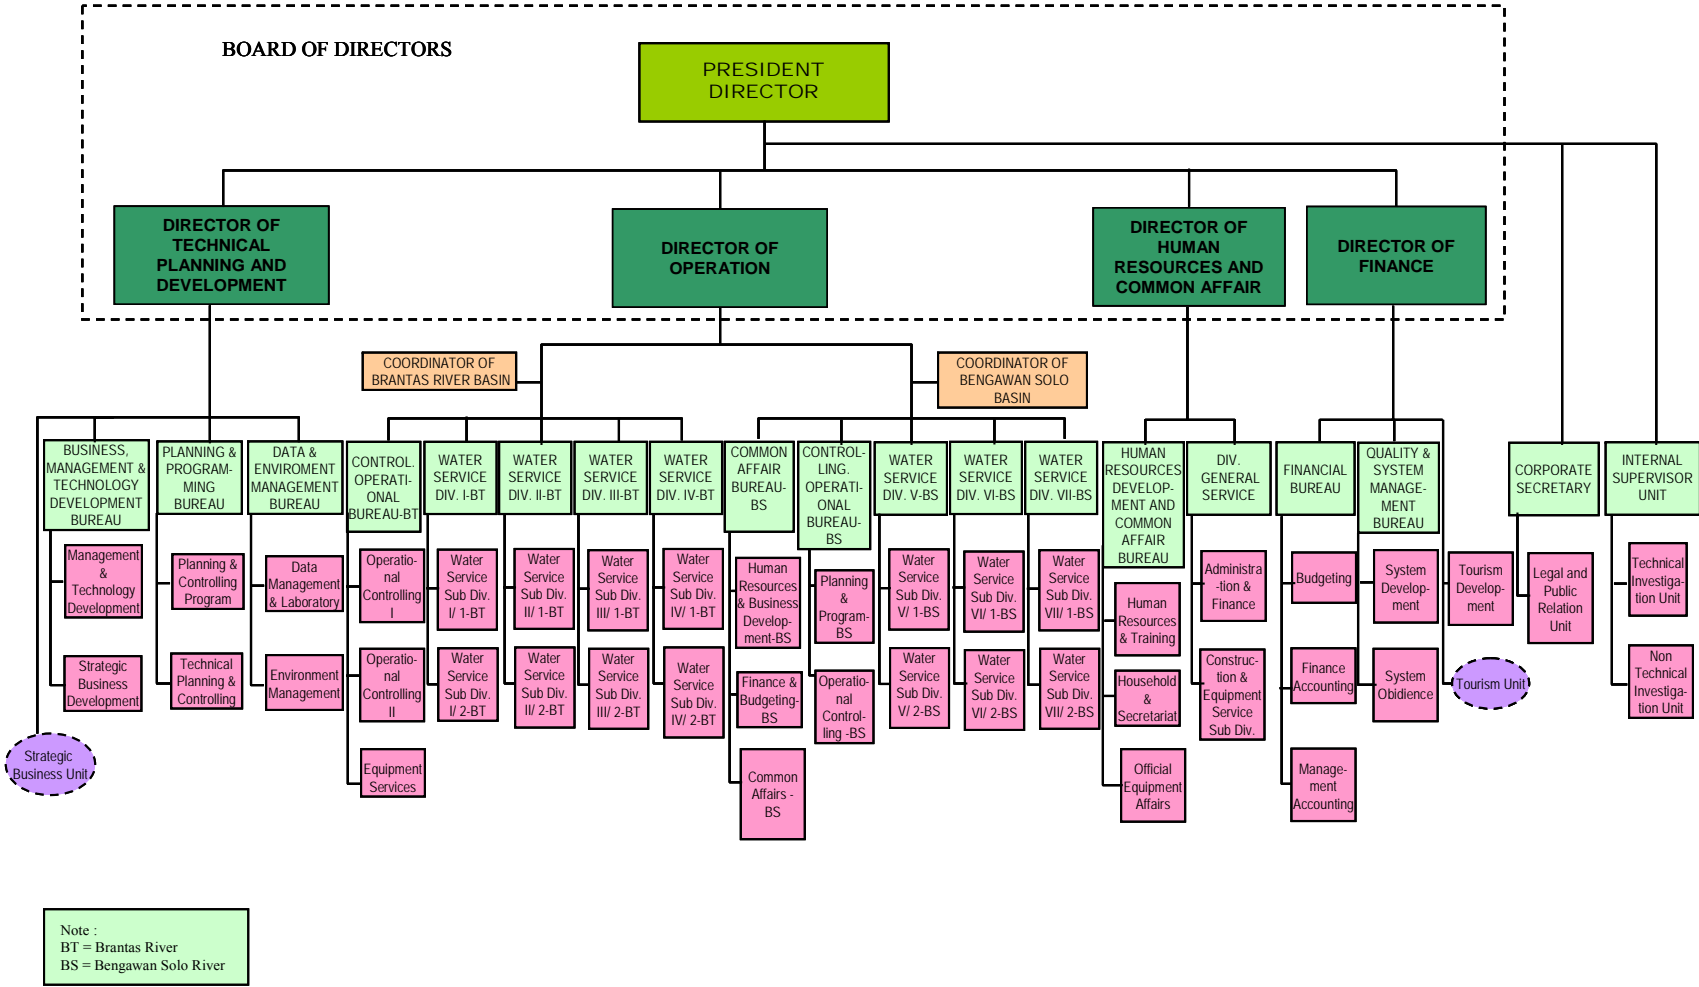 BOARD OF DIRECTORS
PRESIDENT
DIRECTOR
DIRECTOR OF
TECHNICAL
PLANNING AND
DEVELOPMENT
DIRECTOR OF
OPERATION
DIRECTOR OF
HUMAN
RESOURCES AND
COMMON AFFAIR
DIRECTOR OF
FINANCE
COORDINATOR OF
BRANTAS RIVER BASIN
COORDINATOR OF
BENGAWAN SOLO
BASIN
BUSINESS,
MANAGEMENT &
TECHNOLOGY
DEVELOPMENT
BUREAU
PLANNING &
PROGRAM-
MING
BUREAU
DATA &
ENVIROMENT
MANAGEMENT
BUREAU
CONTROL.
OPERATI-
ONAL
BUREAU-BT
WATER
SERVICE
DIV. I-BT
WATER
SERVICE
DIV. II-BT
WATER
SERVICE
DIV. III-BT
WATER
SERVICE
DIV. IV-BT
COMMON
AFFAIR
BUREAU-
BS
CONTROL-
LING.
OPERATI-
ONAL
BUREAU-
BS
WATER
SERVICE
DIV. V-BS
WATER
SERVICE
DIV. VI-BS
WATER
SERVICE
DIV. VII-BS
HUMAN
RESOURCES
DEVELOP-
MENT AND
COMMON
AFFAIR
BUREAU
DIV.
GENERAL
SERVICE
FINANCIAL
BUREAU
QUALITY &
SYSTEM
MANAGE-
MENT
BUREAU
CORPORATE
SECRETARY
INTERNAL
SUPERVISOR
UNIT
Management
&
Technology
Development
Planning &
Controlling
Program
Data
Management
& Laboratory
Operatio-
nal
Controlling
I
Water
Service
Sub Div.
I/ 1-BT
Water
Service
Sub Div.
II/ 1-BT
Water
Service
Sub Div.
III/ 1-BT
Water
Service
Sub Div.
IV/ 1-BT
Human
Resources
& Business
Develop-
ment-BS
Planning
&
Program-
BS
Water
Service
Sub Div.
V/ 1-BS
Water
Service
Sub Div.
VI/ 1-BS
Water
Service
Sub Div.
VII/ 1-BS
Human
Resources
& Training
Administra
-tion &
Finance
Budgeting
System
Develop-
ment
Tourism
Develop-
ment
Legal and
Public
Relation
Unit
Technical
Investiga-
tion Unit
Strategic
Business
Development
Technical
Planning &
Controlling
Environment
Management
Operatio-
nal
Controlling
II
Water
Service
Sub Div.
I/ 2-BT
Water
Service
Sub Div.
II/ 2-BT
Water
Service
Sub Div.
III/ 2-BT
Water
Service
Sub Div.
IV/ 2-BT
Finance &
Budgeting-
BS
Operatio-
nal
Control-
ling -BS
Water
Service
Sub Div.
V/ 2-BS
Water
Service
Sub Div.
VI/ 2-BS
Water
Service
Sub Div.
VII/ 2-BS
Household
&
Secretariat
Construc-
tion &
Equipment
Service
Sub Div.
Finance
Accounting
System
Obidience
Tourism Unit
Non
Technical
Investiga-
tion Unit
Strategic
Business Unit
Equipment
Services
Common
Affairs -
BS
Official
Equipment
Affairs
Manage-
ment
Accounting
Note :
BT = Brantas River
BS = Bengawan Solo River